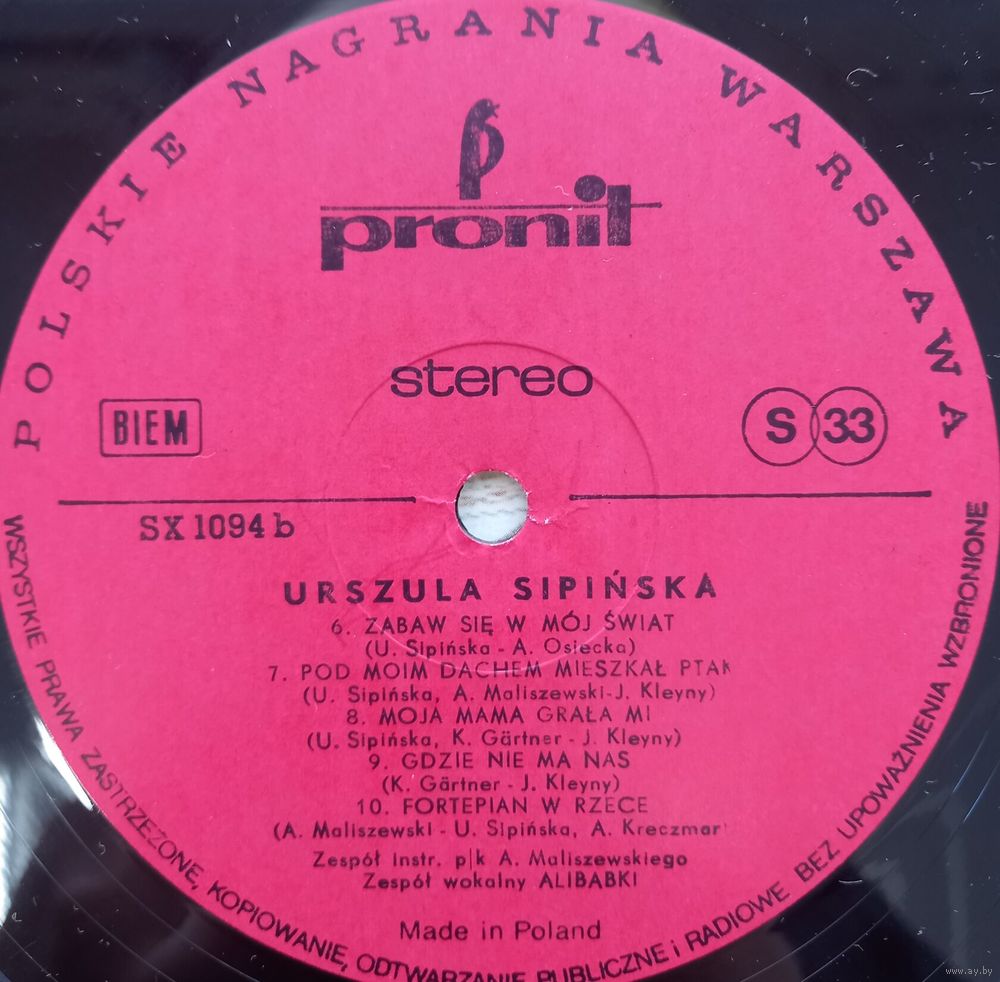 POLSKIE NAGRANIA WARSZAWA
pronit
stereo
BIEM
S 33
SX 1094 b
URSZULA SIPIŃSKA
6. ZABAW SIĘ W MÓJ ŚWIAT
(U. Sipińska - A. Osiecka)
7. POD MOIM DACHEM MIESZKAŁ PTAK
(U. Sipińska, A. Maliszewski - J. Kleyny)
8. MOJA MAMA GRAŁA MI
(U. Sipińska, K. Gärtner - J. Kleyny)
9. GDZIE NIE MA NAS
(K. Gärtner - J. Kleyny)
10. FORTEPIAN W RZECE
(A. Maliszewski - U. Sipińska, A. Kreczmar
Zespół instr. p/k A. Maliszewskiego
Zespół wokalny ALIBABKI
Made in Poland
WSZYSTKIE PRAWA ZASTRZEŻONE, KOPIOWANIE, ODTWARZANIE PUBLICZNE i RADIOWE BEZ UPOWAŻNIENIA WZBRONIONE
www.ay.by